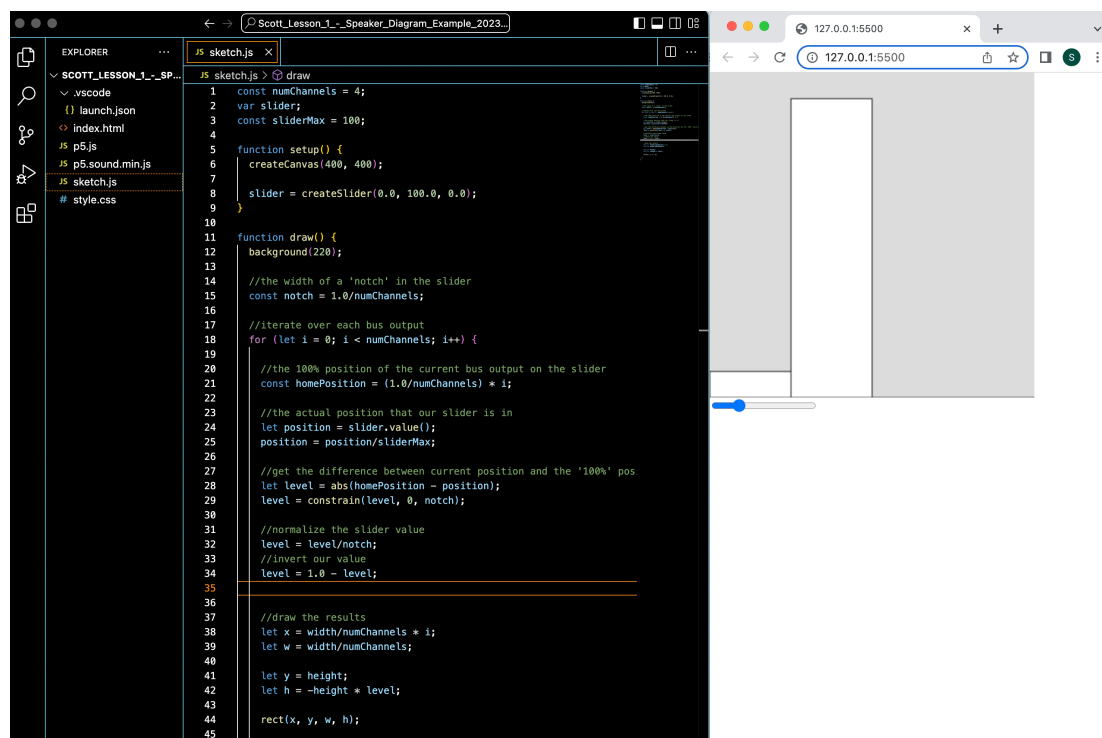 Scott_Lesson_1_-_Speaker_Diagram_Example_2023...
EXPLORER ...
SCOTT_LESSON_1_-_SP...
.vscode
{} launch.json
<> index.html
JS p5.js
JS p5.sound.min.js
JS sketch.js
# style.css
JS sketch.js ×
JS sketch.js > draw
1 const numChannels = 4;
2 var slider;
3 const sliderMax = 100;
4
5 function setup() {
6 createCanvas(400, 400);
7
8 slider = createSlider(0.0, 100.0, 0.0);
9 }
10
11 function draw() {
12 background(220);
13
14 //the width of a 'notch' in the slider
15 const notch = 1.0/numChannels;
16
17 //iterate over each bus output
18 for (let i = 0; i < numChannels; i++) {
19
20 //the 100% position of the current bus output on the slider
21 const homePosition = (1.0/numChannels) * i;
22
23 //the actual position that our slider is in
24 let position = slider.value();
25 position = position/sliderMax;
26
27 //get the difference between current position and the '100%' pos
28 let level = abs(homePosition - position);
29 level = constrain(level, 0, notch);
30
31 //normalize the slider value
32 level = level/notch;
33 //invert our value
34 level = 1.0 - level;
35
36
37 //draw the results
38 let x = width/numChannels * i;
39 let w = width/numChannels;
40
41 let y = height;
42 let h = -height * level;
43
44 rect(x, y, w, h);
45
127.0.0.1:5500 ×
127.0.0.1:5500
S